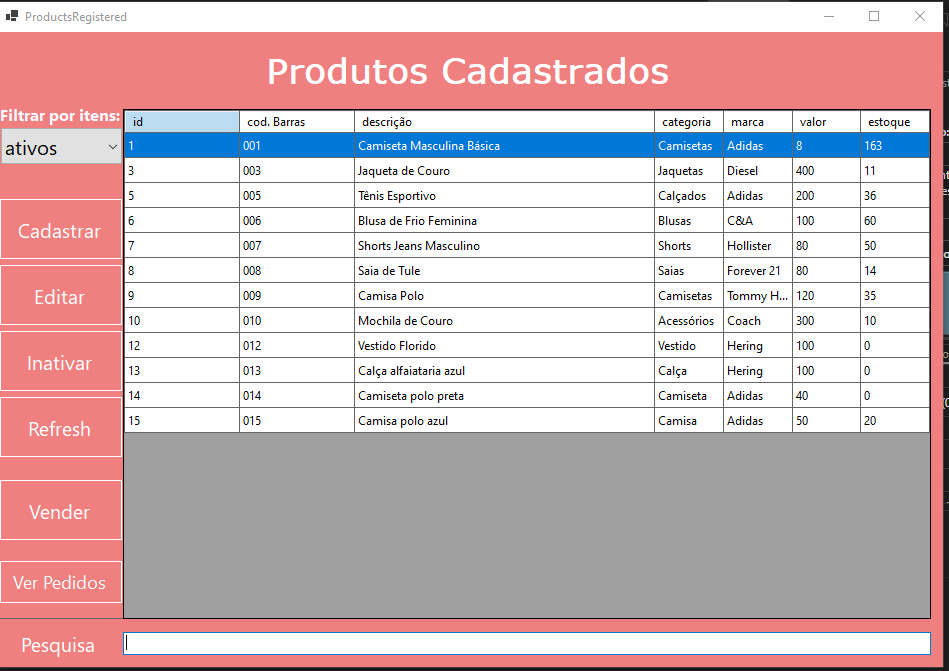 ProductsRegistered
Produtos Cadastrados
Filtrar por itens:
ativos
Cadastrar
Editar
Inativar
Refresh
Vender
Ver Pedidos
id cod. Barras descrição categoria marca valor estoque
1 001 Camiseta Masculina Básica Camisetas Adidas 8 163
3 003 Jaqueta de Couro Jaquetas Diesel 400 11
5 005 Tênis Esportivo Calçados Adidas 200 36
6 006 Blusa de Frio Feminina Blusas C&A 100 60
7 007 Shorts Jeans Masculino Shorts Hollister 80 50
8 008 Saia de Tule Saias Forever 21 80 14
9 009 Camisa Polo Camisetas Tommy H... 120 35
10 010 Mochila de Couro Acessórios Coach 300 10
12 012 Vestido Florido Vestido Hering 100 0
13 013 Calça alfaiataria azul Calça Hering 100 0
14 014 Camiseta polo preta Camiseta Adidas 40 0
15 015 Camisa polo azul Camisa Adidas 50 20
Pesquisa